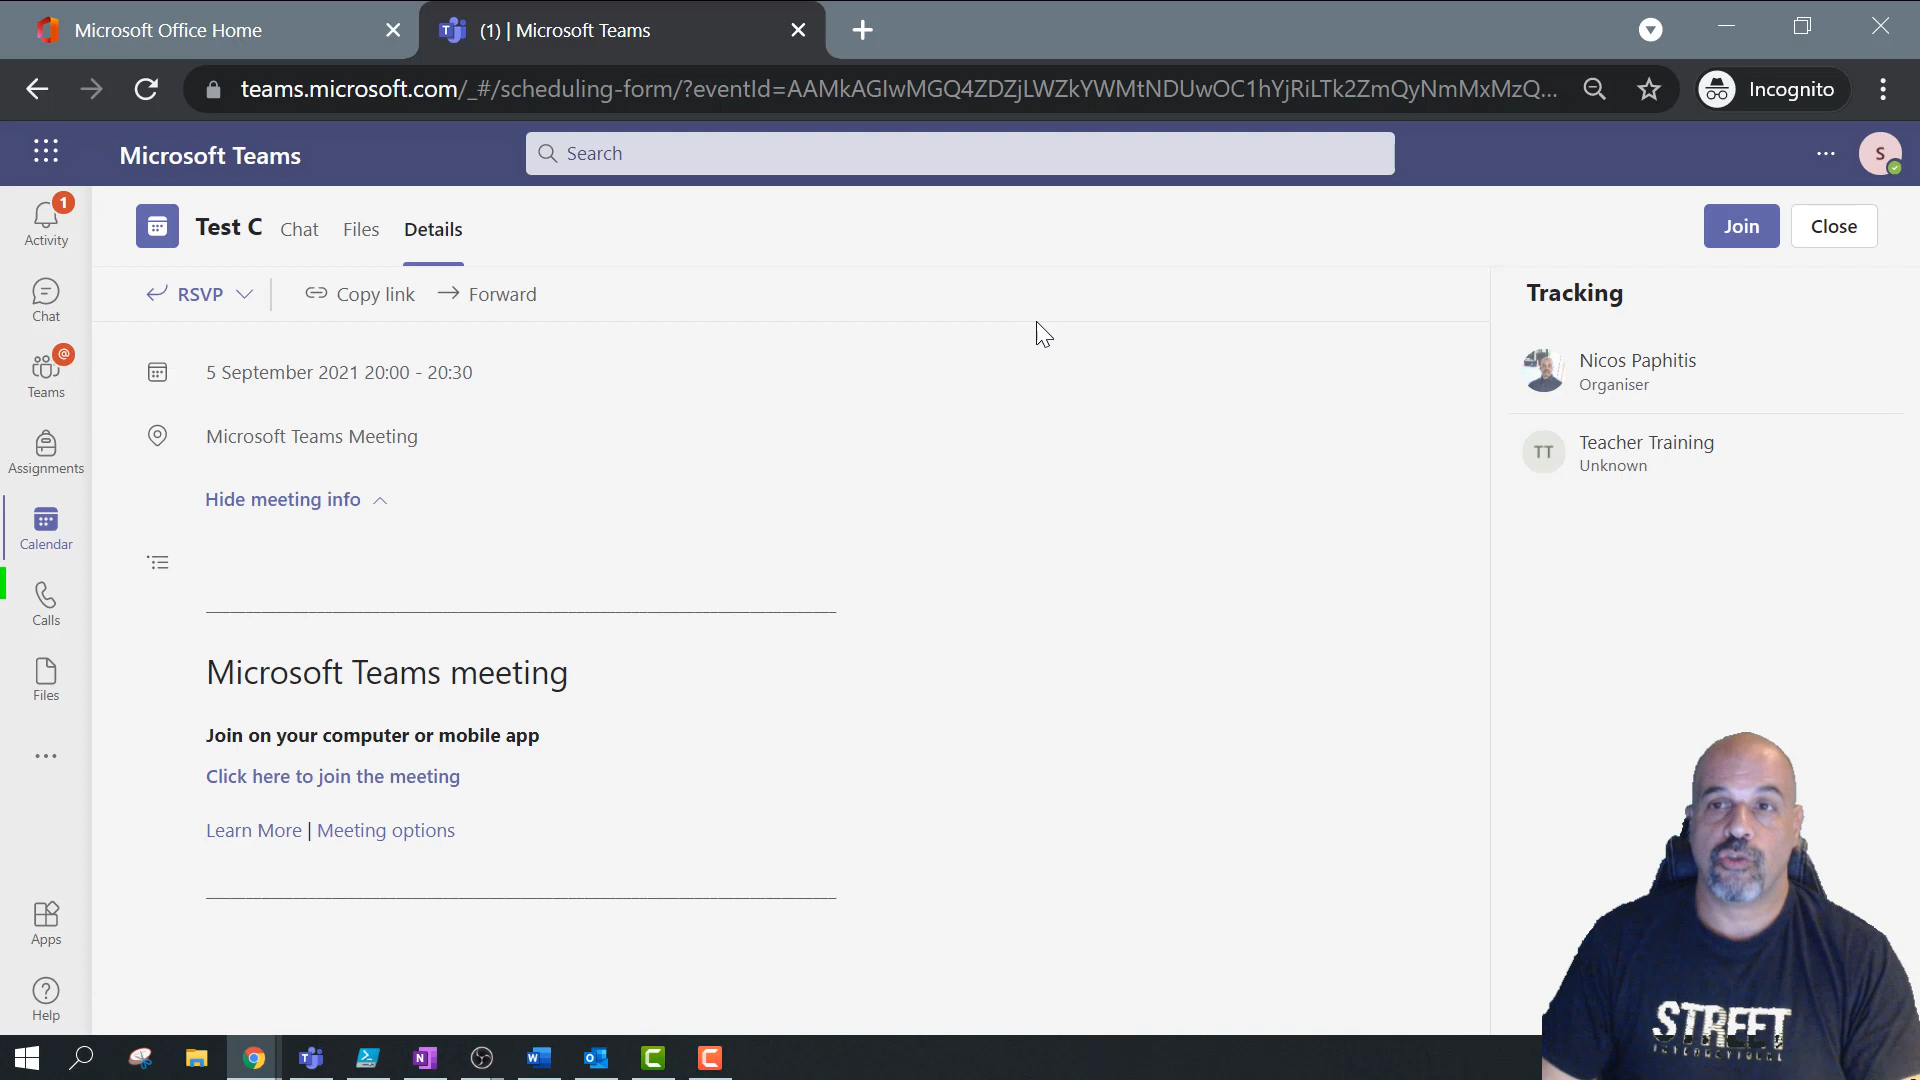 Microsoft Office Home
(1) | Microsoft Teams
teams.microsoft.com/_#/scheduling-form/?eventId=AAMkAGIwMGQ4ZDZjLWZkYWMtNDUwOC1hYjRiLTk2ZmQyNmMxMzQ...
Incognito
Microsoft Teams
Search
S
1
Activity
Chat
@
Teams
Assignments
Calendar
Calls
Files
Apps
Help
Test C
Chat
Files
Details
Join
Close
RSVP
Copy link
Forward
5 September 2021 20:00 - 20:30
Microsoft Teams Meeting
Hide meeting info
Microsoft Teams meeting
Join on your computer or mobile app
Click here to join the meeting
Learn More | Meeting options
Tracking
Nicos Paphitis
Organiser
TT
Teacher Training
Unknown
STREET